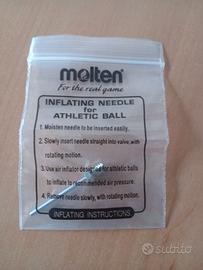 molten
For the real game
INFLATING NEEDLE
for
ATHLETIC BALL
1. Moisten needle to be inserted easily.
2. Slowly insert needle straight into valve, with
rotating motion.
3. Use air inflator designed for athletic balls
to inflate to recommended air pressure.
4. Remove needle slowly, with rotating motion.
INFLATING INSTRUCTIONS
subito